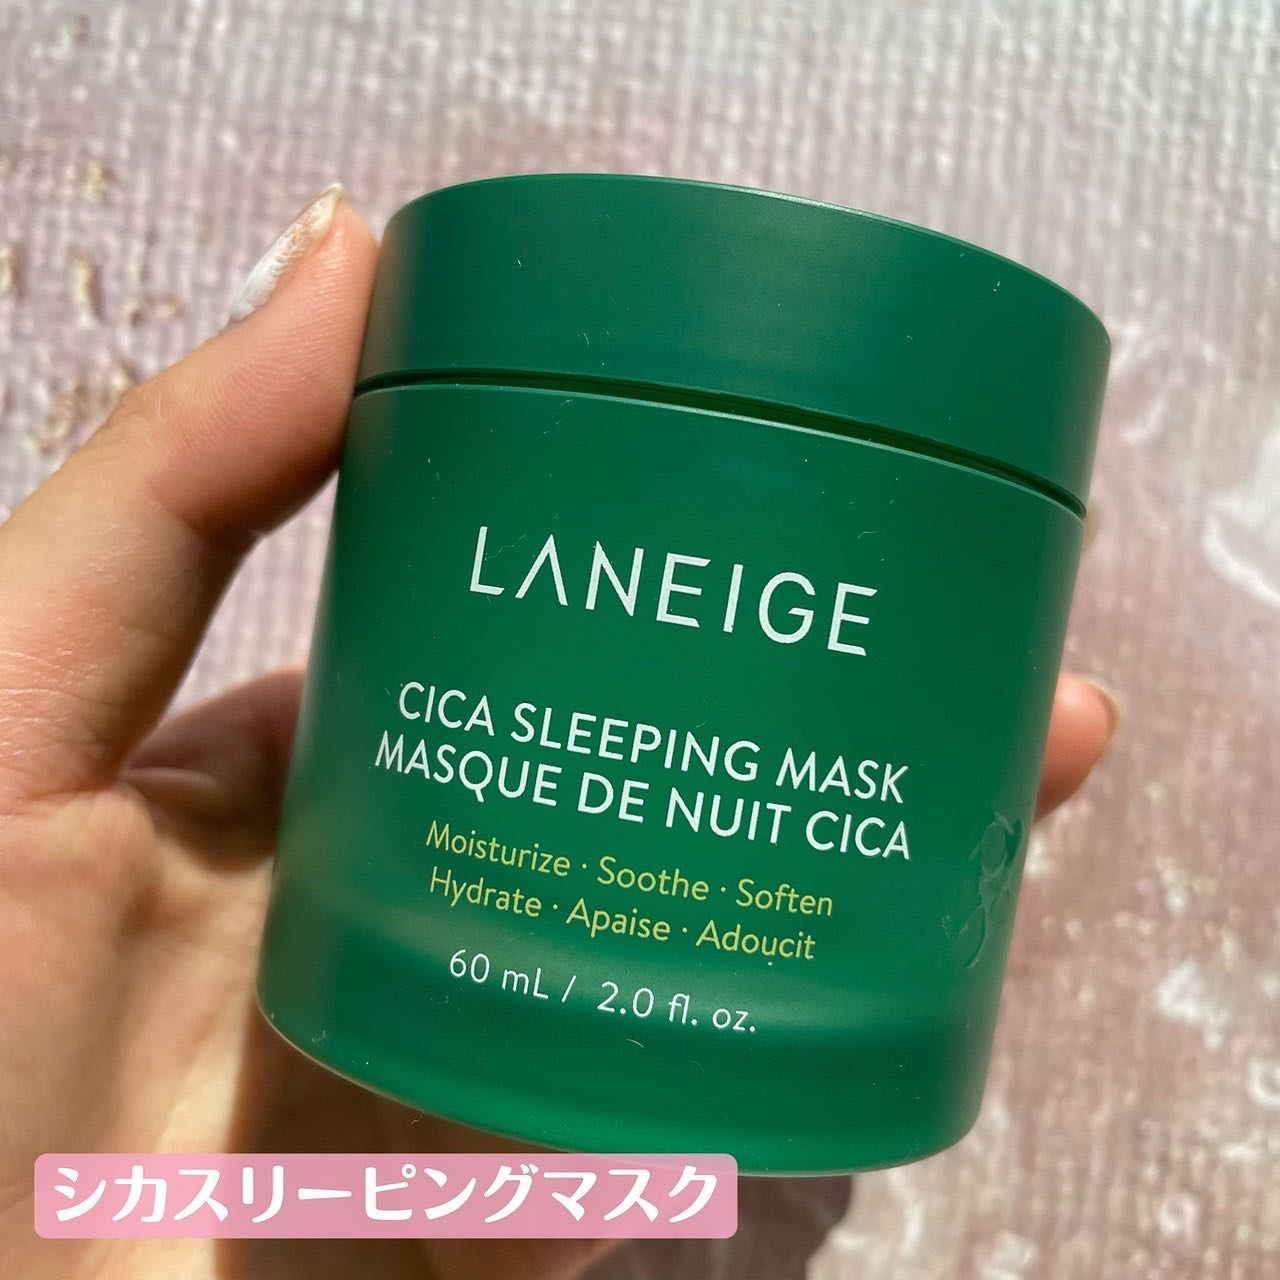 LANEIGE
CICA SLEEPING MASK
MASQUE DE NUIT CICA
Moisturize · Soothe · Soften
Hydrate · Apaise · Adoucit
60 mL / 2.0 fl. oz.
シカスリーピングマスク